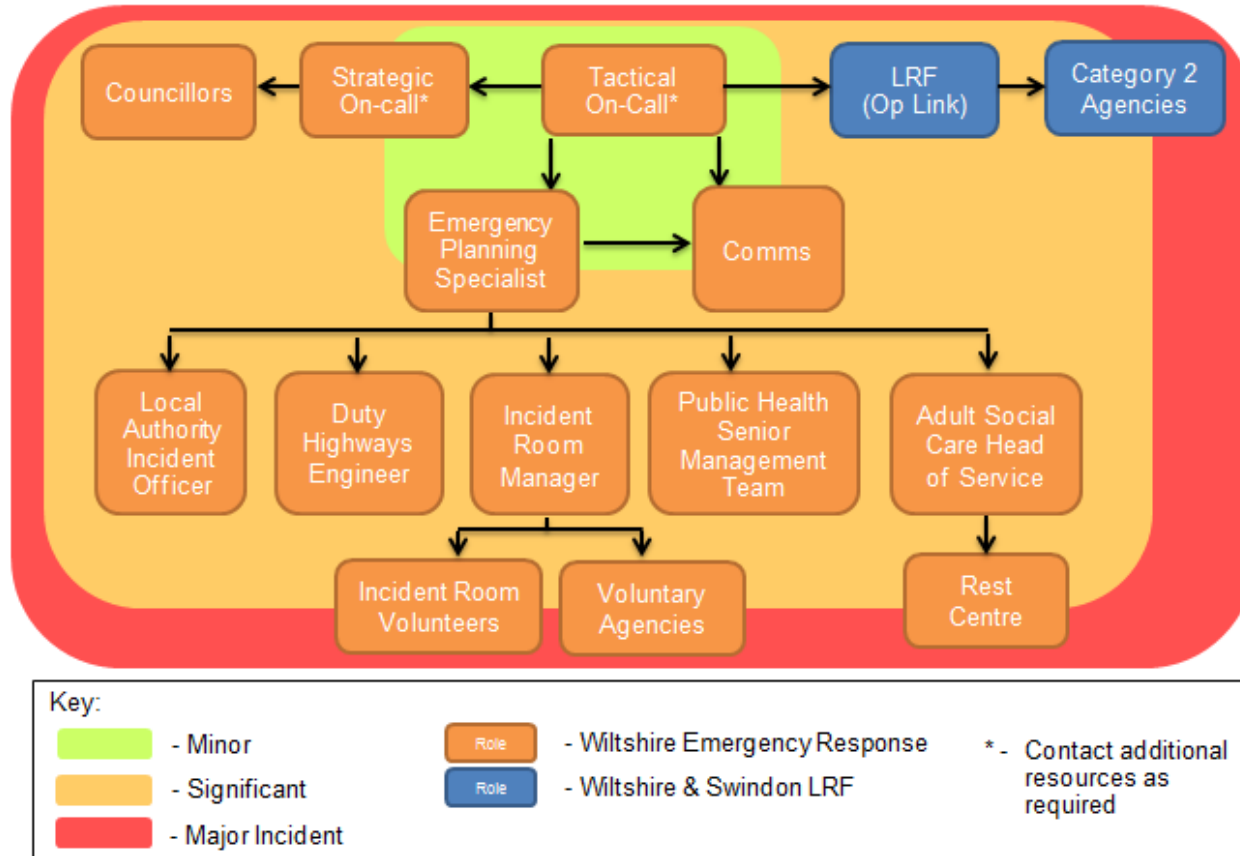 Councillors
Strategic
On-call*
Tactical
On-Call*
LRF
(Op Link)
Category 2
Agencies
Emergency
Planning
Specialist
Comms
Local
Authority
Incident
Officer
Duty
Highways
Engineer
Incident
Room
Manager
Public Health
Senior
Management
Team
Adult Social
Care Head
of Service
Incident Room
Volunteers
Voluntary
Agencies
Rest
Centre
Key:
- Minor
- Significant
- Major Incident
Role
- Wiltshire Emergency Response
Role
- Wiltshire & Swindon LRF
* - Contact additional
resources as
required